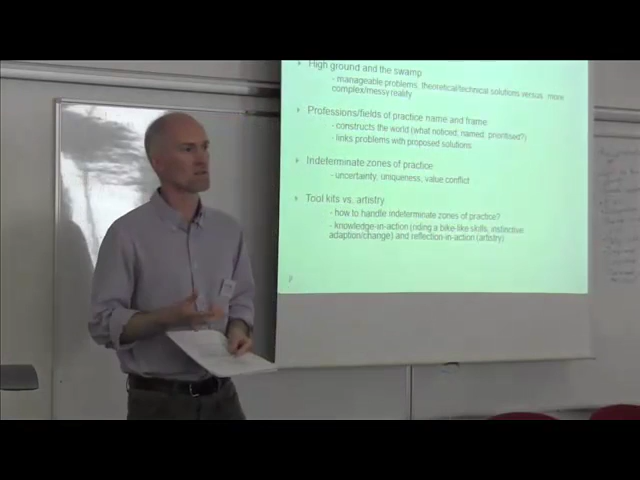 High ground and the swamp
- manageable problems, theoretical/technical solutions versus more
complex/messy reality
Professions/fields of practice name and frame
- constructs the world (what noticed, named, prioritised?)
- links problems with proposed solutions
Indeterminate zones of practice
- uncertainty, uniqueness, value conflict
Tool kits vs. artistry
- how to handle indeterminate zones of practice?
- knowledge-in-action (riding a bike-like skills, instinctive
adaption/change) and reflection-in-action (artistry)